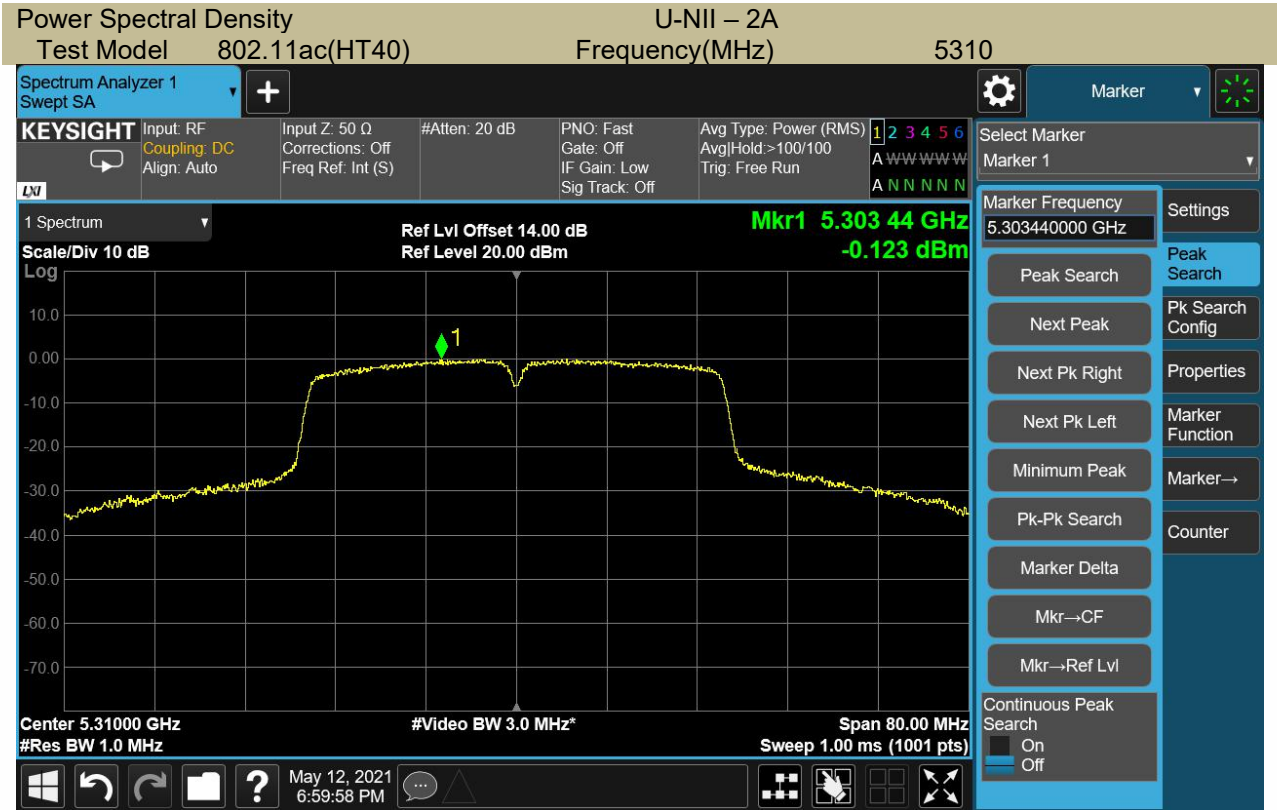 Power Spectral Density U-NII – 2A
Test Model 802.11ac(HT40) Frequency(MHz) 5310
Spectrum Analyzer 1
Swept SA
+
Marker
KEYSIGHT
LXI
Input: RF
Coupling: DC
Align: Auto
Input Z: 50 Ω
Corrections: Off
Freq Ref: Int (S)
#Atten: 20 dB
PNO: Fast
Gate: Off
IF Gain: Low
Sig Track: Off
Avg Type: Power (RMS)
Avg|Hold:>100/100
Trig: Free Run
1 2 3 4 5 6
A W W W W W
A N N N N N
Select Marker
Marker 1
1 Spectrum
Scale/Div 10 dB
Log
Ref Lvl Offset 14.00 dB
Ref Level 20.00 dBm
Mkr1 5.303 44 GHz
-0.123 dBm
10.0
0.00
-10.0
-20.0
-30.0
-40.0
-50.0
-60.0
-70.0
1
Center 5.31000 GHz
#Res BW 1.0 MHz
#Video BW 3.0 MHz*
Span 80.00 MHz
Sweep 1.00 ms (1001 pts)
Marker Frequency
5.303440000 GHz
Peak Search
Next Peak
Next Pk Right
Next Pk Left
Minimum Peak
Pk-Pk Search
Marker Delta
Mkr→CF
Mkr→Ref Lvl
Continuous Peak
Search
On
Off
Settings
Peak
Search
Pk Search
Config
Properties
Marker
Function
Marker→
Counter
?
May 12, 2021
6:59:58 PM